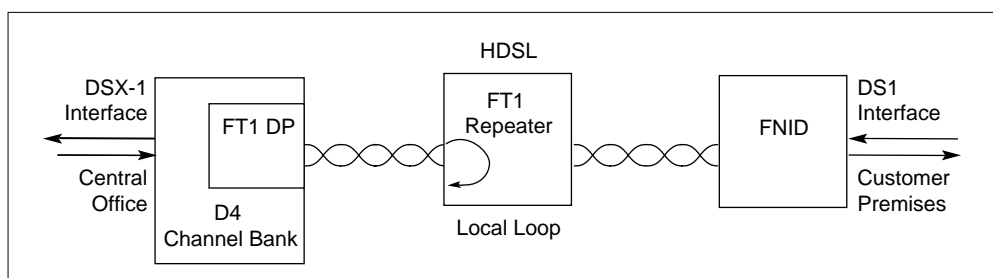 HDSL
DSX-1
Interface
Central
Office
FT1 DP
D4
Channel Bank
FT1
Repeater
Local Loop
FNID
DS1
Interface
Customer
Premises